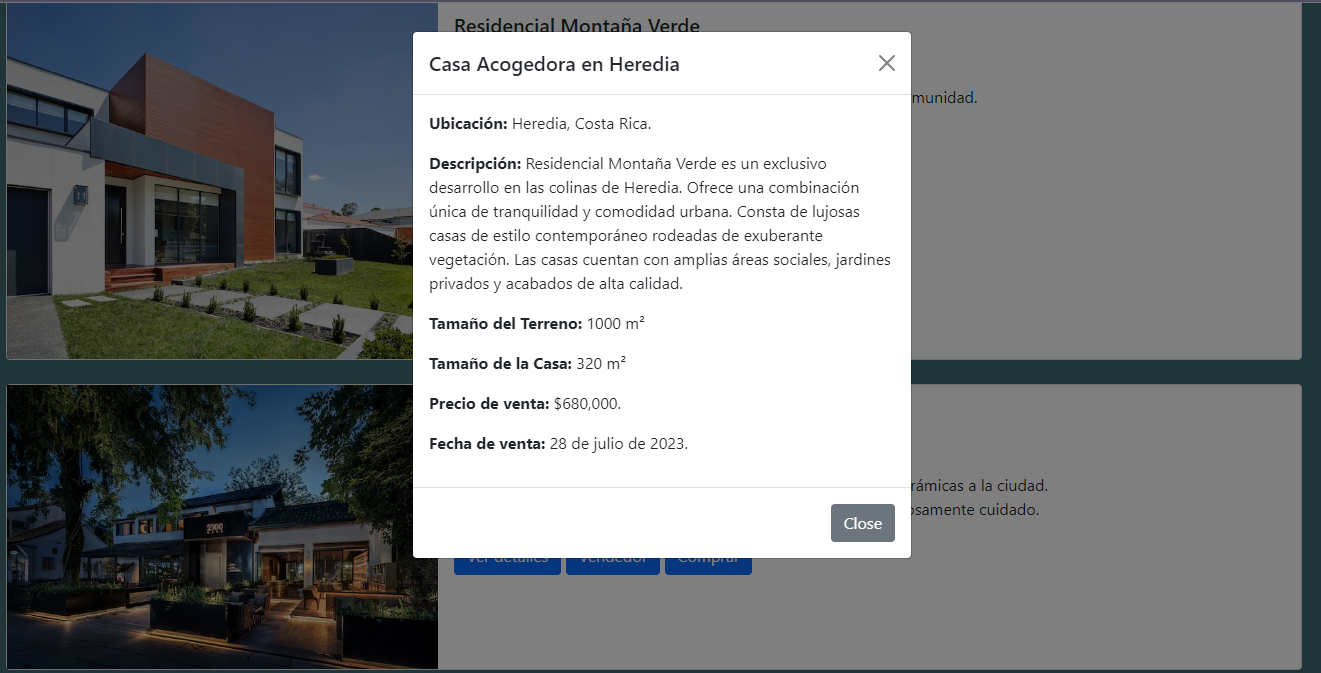 Residencial Montaña Verde
Casa Acogedora en Heredia
munidad.
Ubicación: Heredia, Costa Rica.
Descripción: Residencial Montaña Verde es un exclusivo
desarrollo en las colinas de Heredia. Ofrece una combinación
única de tranquilidad y comodidad urbana. Consta de lujosas
casas de estilo contemporáneo rodeadas de exuberante
vegetación. Las casas cuentan con amplias áreas sociales, jardines
privados y acabados de alta calidad.
Tamaño del Terreno: 1000 m²
Tamaño de la Casa: 320 m²
Precio de venta: $680,000.
Fecha de venta: 28 de julio de 2023.
rámicas a la ciudad.
osamente cuidado.
Close
Ver detalles Vendedor Comprar